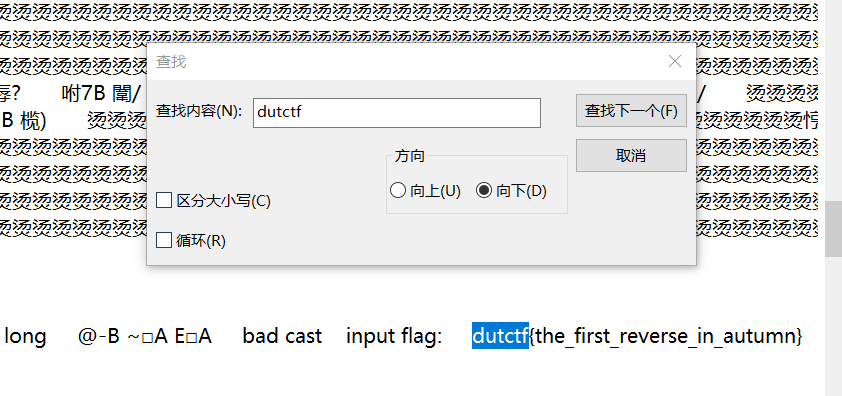 烫烫烫烫烫烫烫烫烫烫烫烫烫烫烫烫烫烫烫烫烫烫烫烫烫烫烫烫烫烫烫烫烫烫烫烫烫烫烫
烫烫烫烫烫烫烫 烫烫烫烫烫烫
查找
烫烫烫烫烫烫烫 烫烫烫烫烫烫
辱? 咐7B 闈/ / 烫烫烫烫
查找内容(N): dutctf 查找下一个(F)
B 榄) 烫烫烫 烫烫烫烫烫
烫烫烫烫烫烫烫 方向 取消 烫烫烫烫烫烫
烫烫烫烫烫烫烫 烫烫烫烫烫烫
向上(U) 向下(D)
区分大小写(C)
烫烫烫烫烫烫烫 烫烫烫烫烫烫
烫烫烫烫烫烫烫 烫烫烫烫烫烫
循环(R)
long @-B ~□A E□A bad cast input flag: dutctf{the_first_reverse_in_autumn}